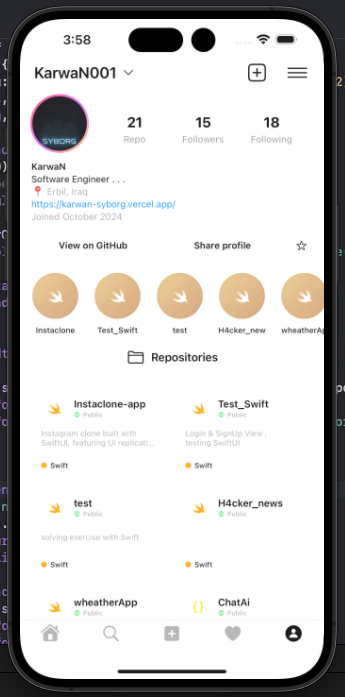 3:58
KarwaN001
SYBORG
21 15 18
Repo Followers Following
KarwaN
Software Engineer . . .
📍 Erbil, Iraq
https://karwan-syborg.vercel.app/
Joined October 2024
View on GitHub Share profile
Instaclone Test_Swift test H4cker_new wheatherAp
Repositories
Instaclone-app
Public
Instagram clone built with
SwiftUI, featuring UI replicati...
Swift
Test_Swift
Public
Login & SignUp View ,
testing SwiftUI
Swift
test
Public
solving exercise with Swift
Swift
H4cker_news
Public
Swift
wheatherApp
Public
{} ChatAi
Public